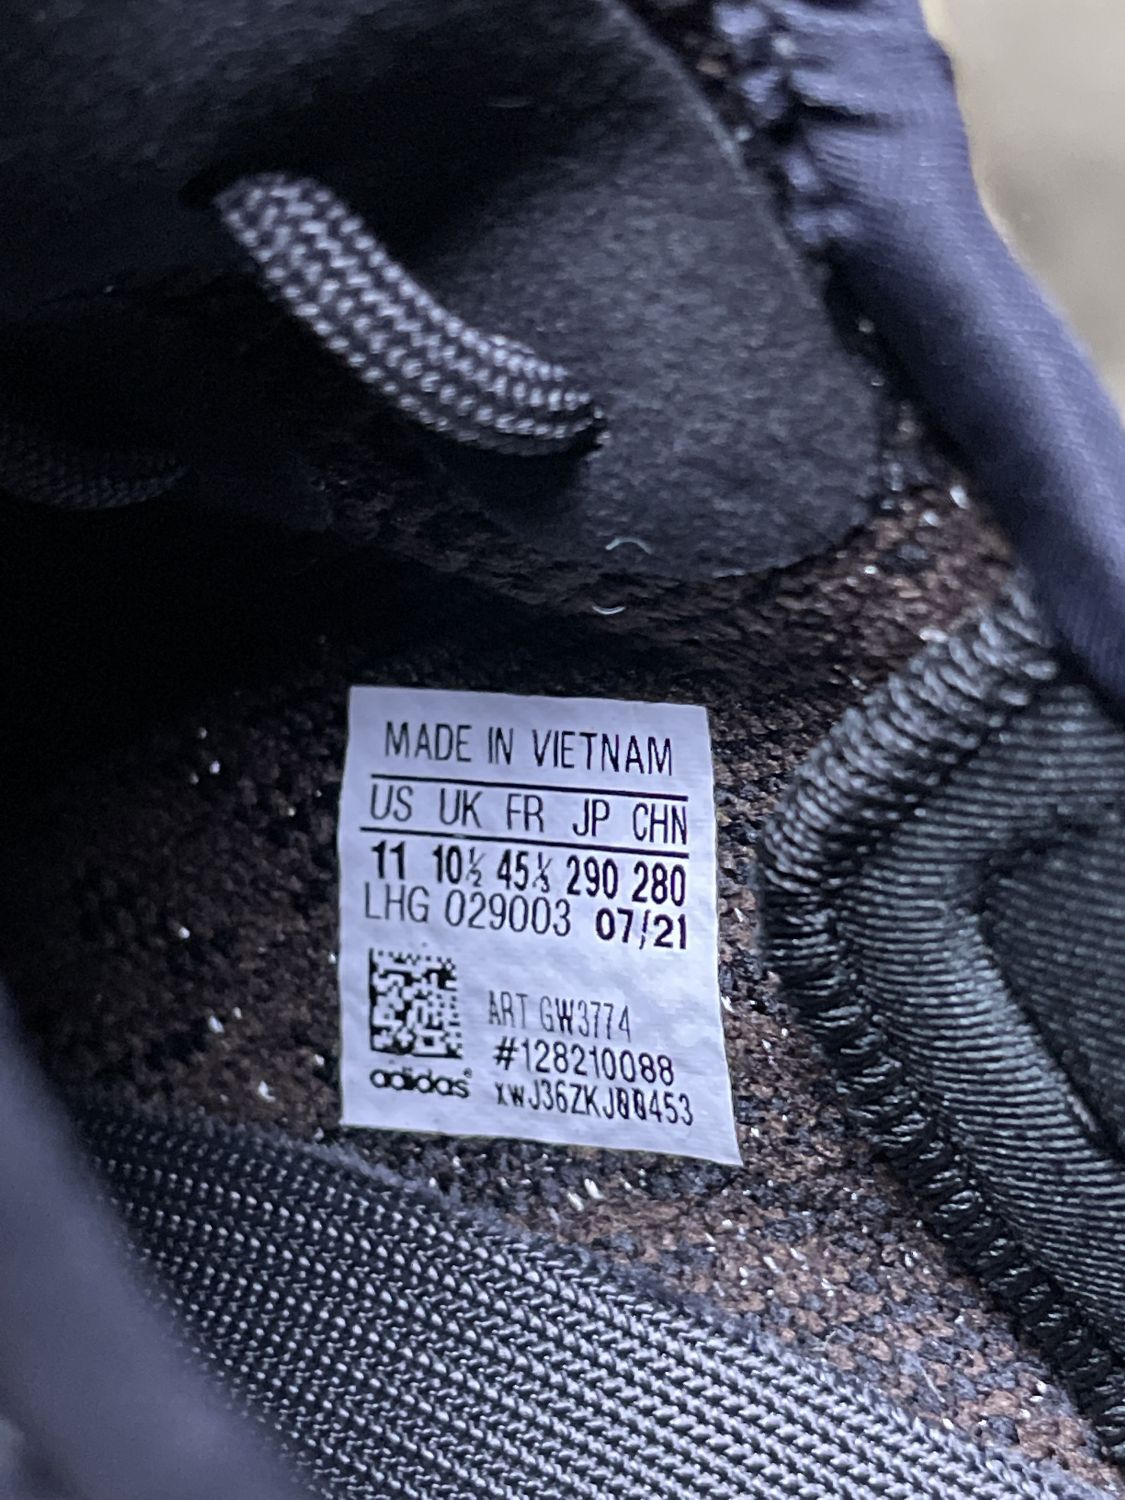 MADE IN VIETNAM
US UK FR JP CHN
11 10½ 45⅓ 290 280
LHG 029003 07/21
ART GW3774
#128210088
adidas®